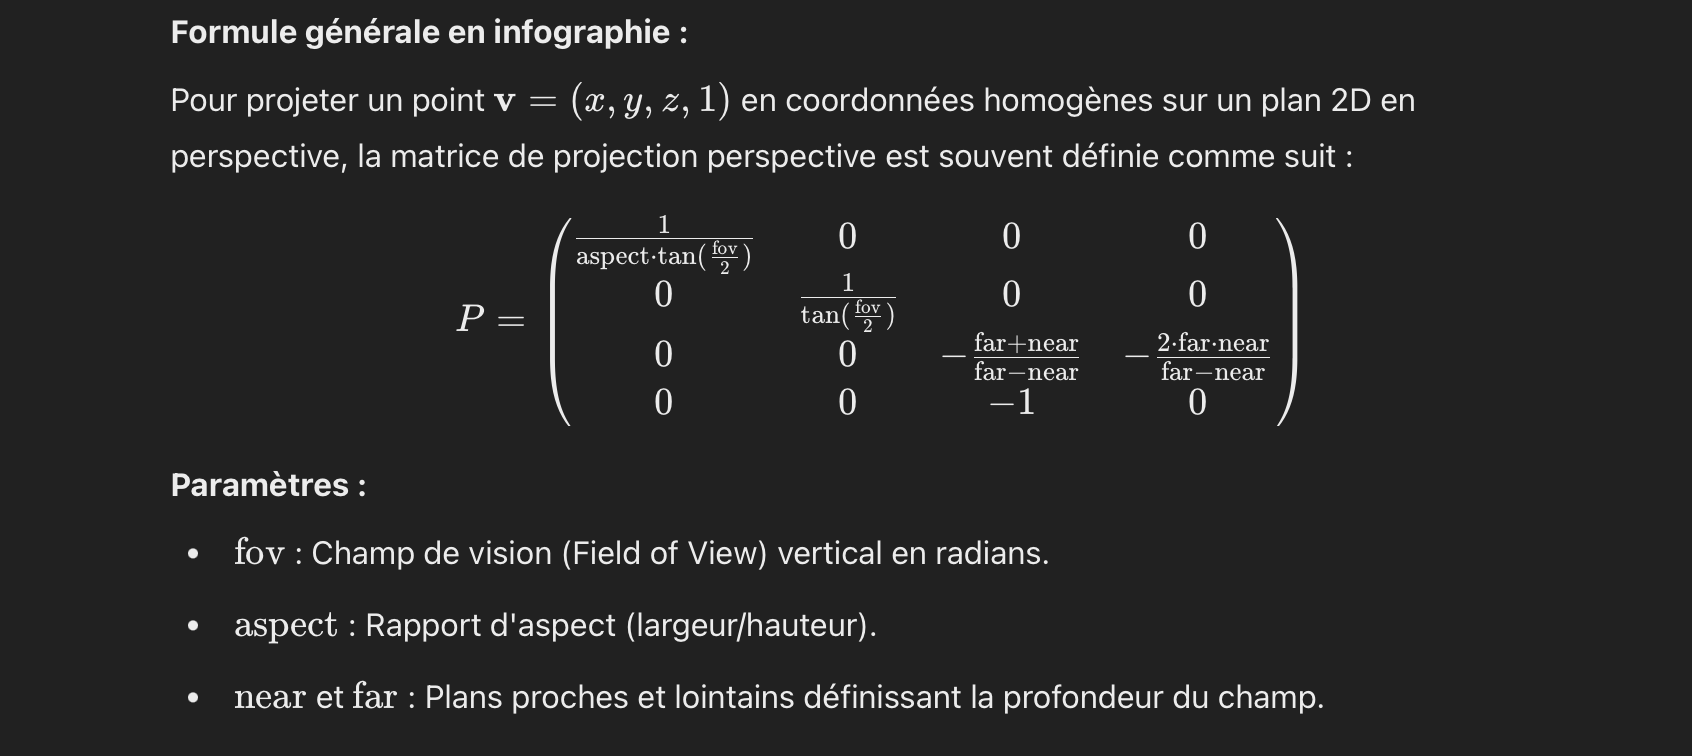 Formule générale en infographie :
Pour projeter un point v = (x, y, z, 1) en coordonnées homogènes sur un plan 2D en
perspective, la matrice de projection perspective est souvent définie comme suit :
P = \begin{pmatrix} \frac{1}{\text{aspect}\cdot\tan(\frac{\text{fov}}{2})} & 0 & 0 & 0 \\ 0 & \frac{1}{\tan(\frac{\text{fov}}{2})} & 0 & 0 \\ 0 & 0 & -\frac{\text{far}+\text{near}}{\text{far}-\text{near}} & -\frac{2\cdot\text{far}\cdot\text{near}}{\text{far}-\text{near}} \\ 0 & 0 & -1 & 0 \end{pmatrix}
Paramètres :
• fov : Champ de vision (Field of View) vertical en radians.
• aspect : Rapport d'aspect (largeur/hauteur).
• near et far : Plans proches et lointains définissant la profondeur du champ.